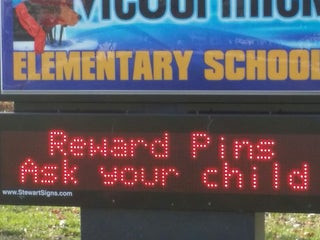 ELEMENTARY SCHOOL
Reward Pins
Ask your child
www.StewartSigns.com